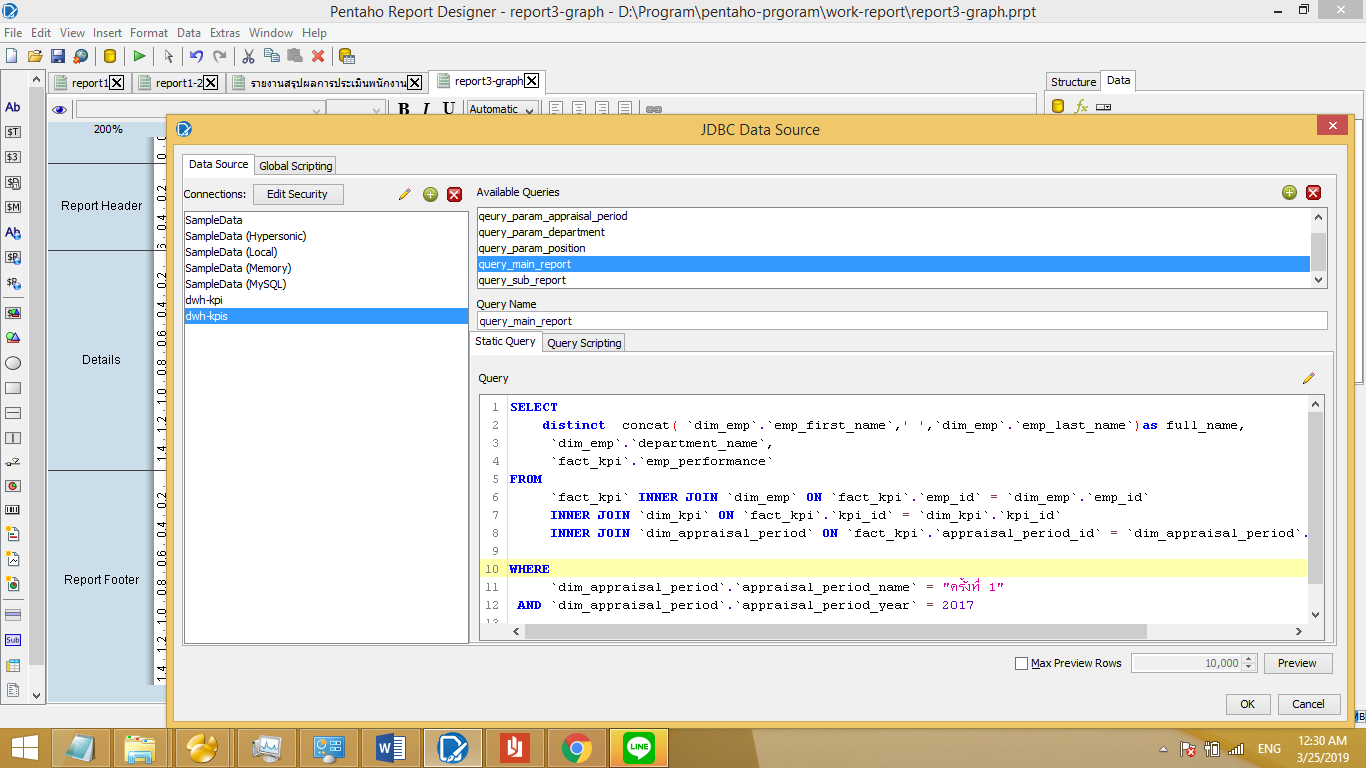 Pentaho Report Designer - report3-graph - D:\Program\pentaho-prgoram\work-report\report3-graph.prpt
File Edit View Insert Format Data Extras Window Help
report1 report1-2 รายงานสรุปผลการประเมินพนักงาน report3-graph
Structure Data
B I U Automatic
200%
Ab
Report Header
Details
Report Footer
Sub
JDBC Data Source
Data Source Global Scripting
Connections: Edit Security
SampleData
SampleData (Hypersonic)
SampleData (Local)
SampleData (Memory)
SampleData (MySQL)
dwh-kpi
dwh-kpis
Available Queries
qeury_param_appraisal_period
query_param_department
query_param_position
query_main_report
query_sub_report
Query Name
query_main_report
Static Query Query Scripting
Query
1 SELECT
2 distinct concat( `dim_emp`.`emp_first_name`,' ',`dim_emp`.`emp_last_name`)as full_name,
3 `dim_emp`.`department_name`,
4 `fact_kpi`.`emp_performance`
5 FROM
6 `fact_kpi` INNER JOIN `dim_emp` ON `fact_kpi`.`emp_id` = `dim_emp`.`emp_id`
7 INNER JOIN `dim_kpi` ON `fact_kpi`.`kpi_id` = `dim_kpi`.`kpi_id`
8 INNER JOIN `dim_appraisal_period` ON `fact_kpi`.`appraisal_period_id` = `dim_appraisal_period`.
9
10 WHERE
11 `dim_appraisal_period`.`appraisal_period_name` = "ครั้งที่ 1"
12 AND `dim_appraisal_period`.`appraisal_period_year` = 2017
Max Preview Rows 10,000 Preview
OK Cancel
MB
LINE
ENG
12:30 AM
3/25/2019